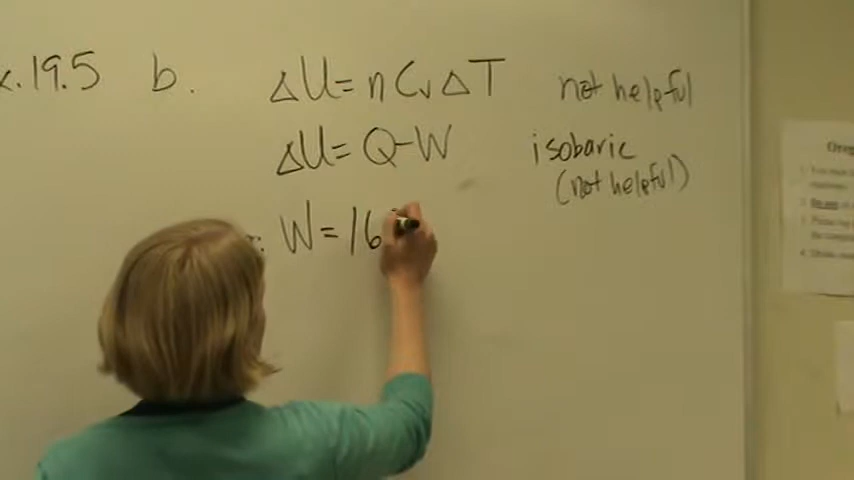 x. 19.5 b. ΔU = nCvΔT not helpful
ΔU = Q - W isobaric
(not helpful)
: W = 16